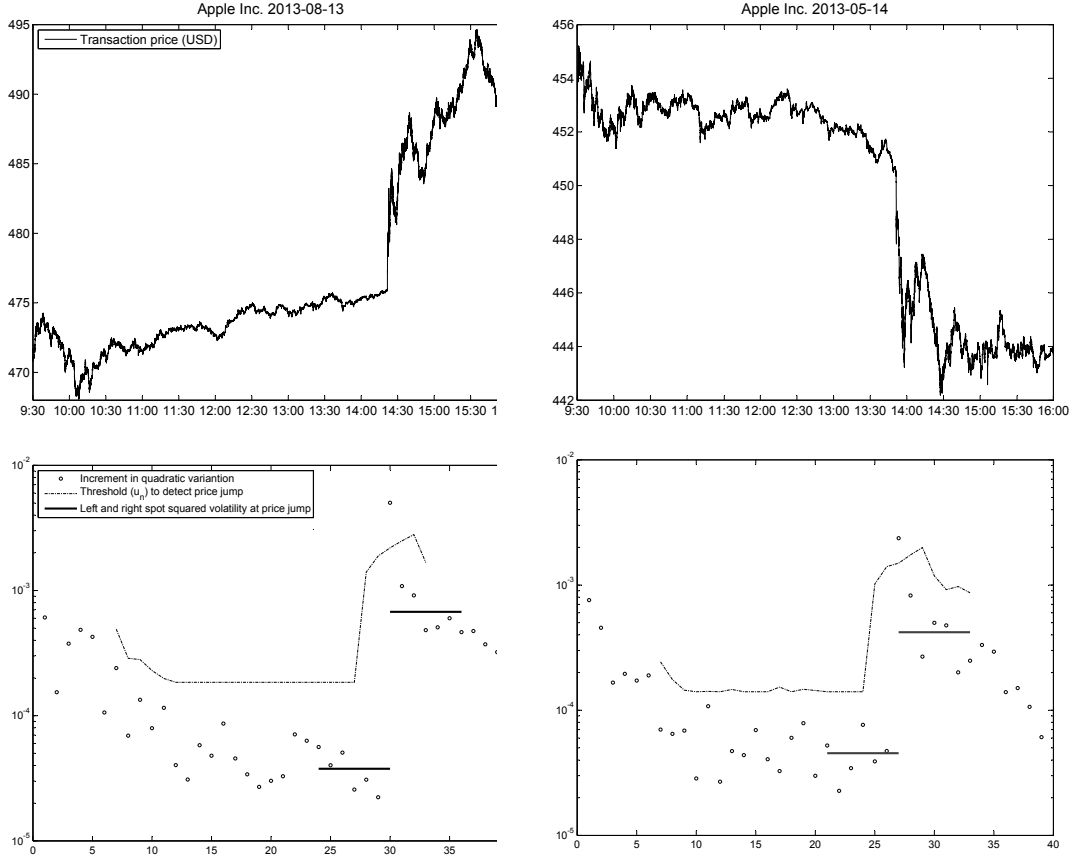 Apple Inc. 2013-08-13
495
490
485
480
475
470
Transaction price (USD)
9:30 10:00 10:30 11:00 11:30 12:00 12:30 13:00 13:30 14:00 14:30 15:00 15:30 1
Apple Inc. 2013-05-14
456
454
452
450
448
446
444
442
9:30 10:00 10:30 11:00 11:30 12:00 12:30 13:00 13:30 14:00 14:30 15:00 15:30 16:00
10^-2
10^-3
10^-4
10^-5
Increment in quadratic variantion
Threshold (u_n) to detect price jump
Left and right spot squared volatility at price jump
0 5 10 15 20 25 30 35
10^-2
10^-3
10^-4
10^-5
0 5 10 15 20 25 30 35 40